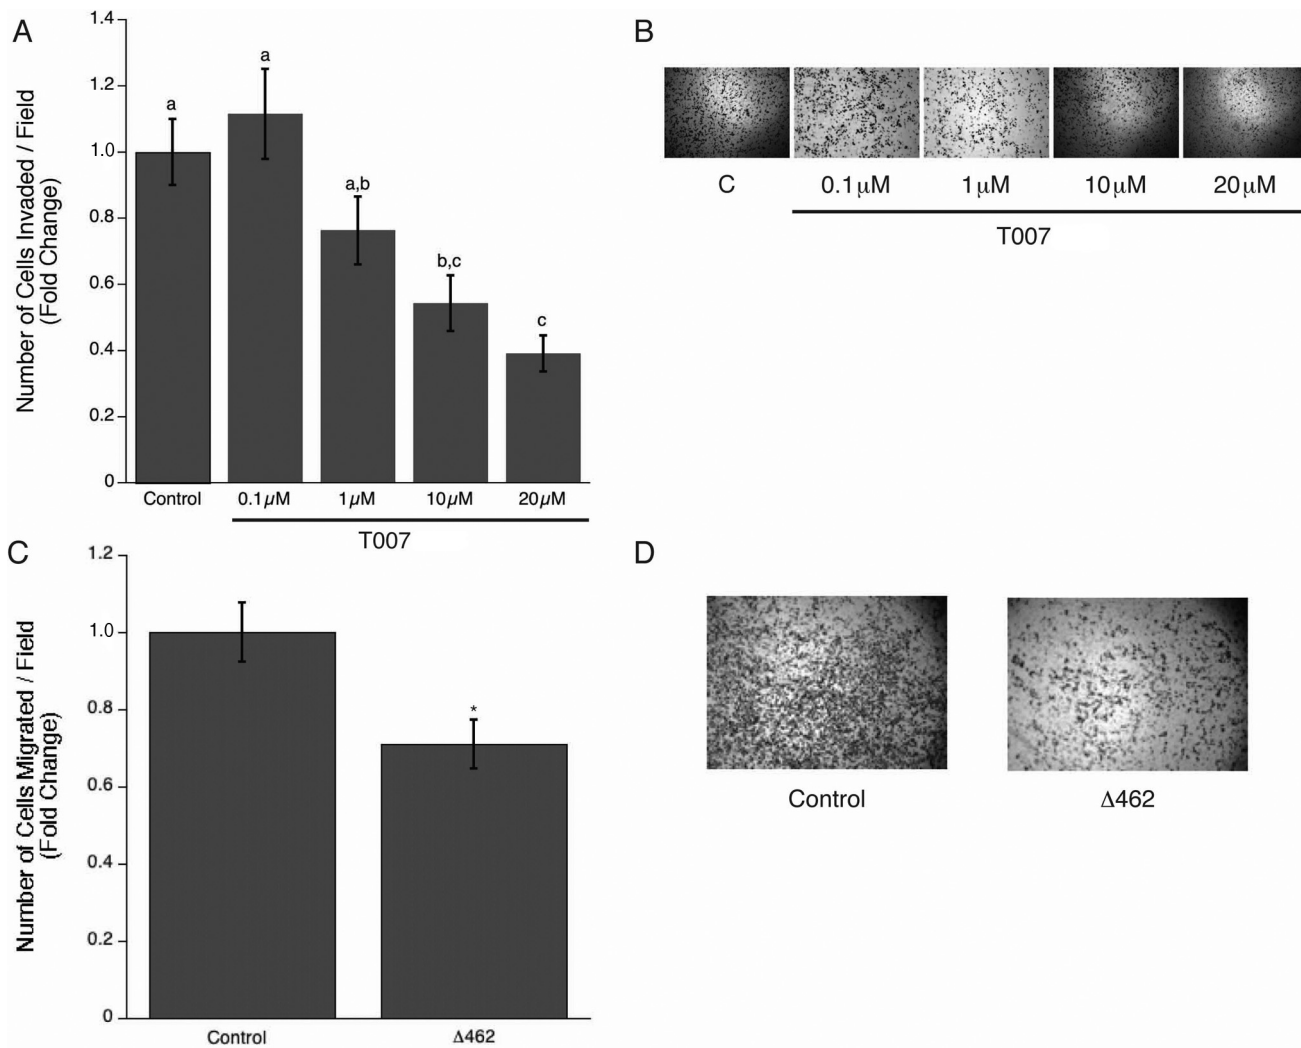 A
Number of Cells Invaded / Field
(Fold Change)
1.4
1.2
1.0
0.8
0.6
0.4
0.2
0
a
a
a,b
b,c
c
Control
0.1µM
1µM
10µM
20µM
T007
B
C
0.1µM
1µM
10µM
20µM
T007
C
Number of Cells Migrated / Field
(Fold Change)
1.2
1.0
0.8
0.6
0.4
0.2
0
*
Control
Δ462
D
Control
Δ462